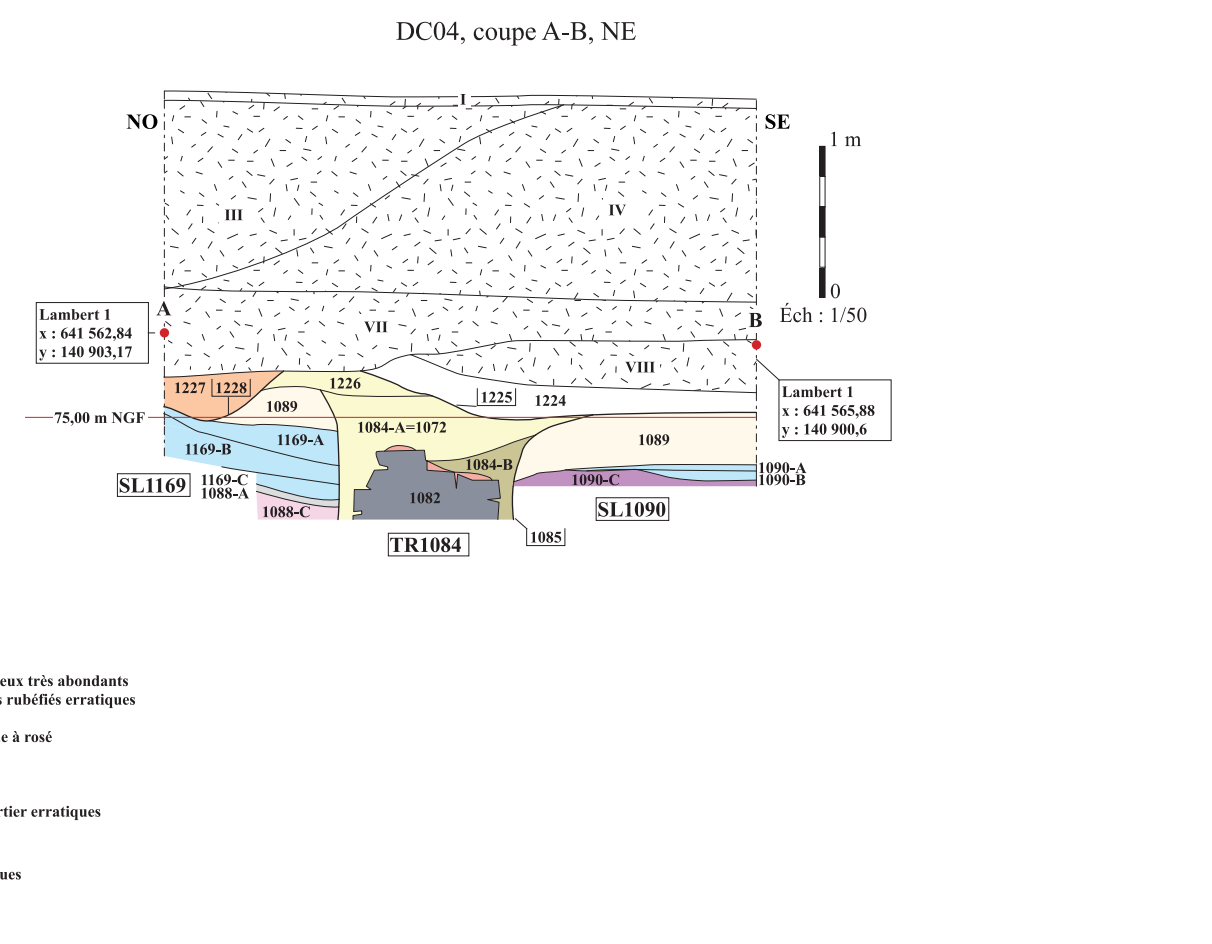 DC04, coupe A-B, NE
I
NO
SE
1 m
III
IV
0
Éch : 1/50
A
B
Lambert 1
x : 641 562,84
y : 140 903,17
VII
VIII
1227
1228
1226
1089
1225
1224
Lambert 1
x : 641 565,88
y : 140 900,6
75,00 m NGF
1084-A=1072
1169-A
1089
1169-B
1084-B
1090-A
1090-B
1169-C
1088-A
1090-C
SL1169
1082
1088-C
SL1090
1085
TR1084
eux très abondants
s rubéfiés erratiques
e à rosé
rtier erratiques
ues